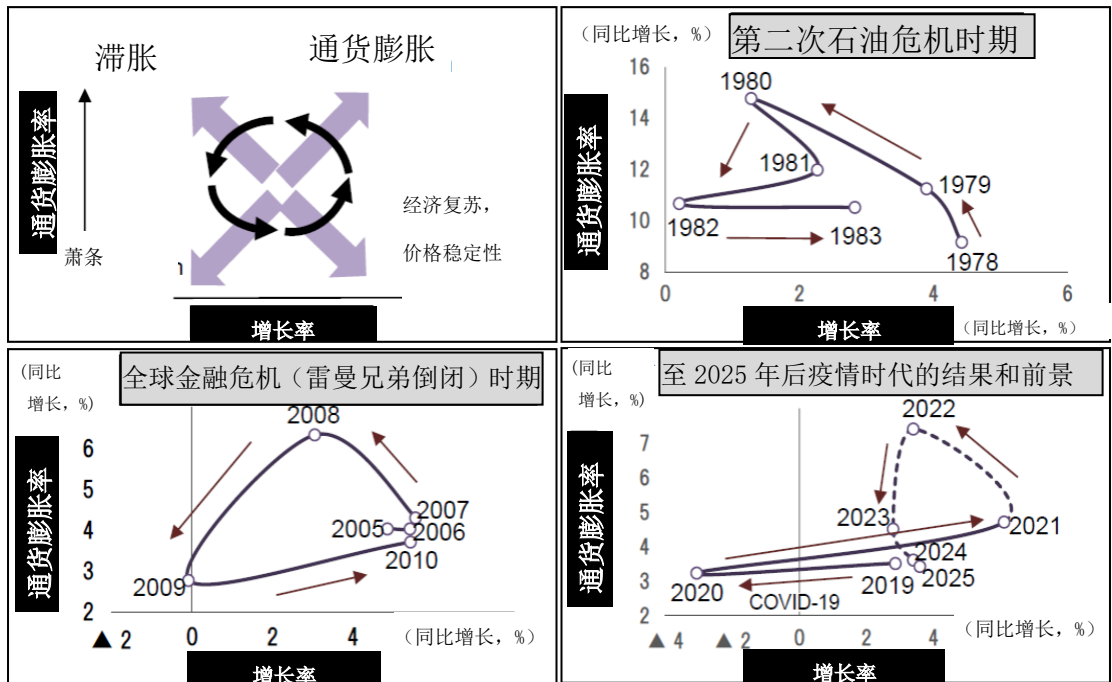 滞胀
通货膨胀
通货膨胀率
萧条
n
经济复苏，
价格稳定性
增长率
（同比增长，%）
第二次石油危机时期
通货膨胀率
16
14
12
10
8
1980
1981
1979
1982
1983
1978
0
2
4
6
增长率
（同比增长，%）
(同比
增长，%)
全球金融危机（雷曼兄弟倒闭）时期
通货膨胀率
6
5
4
3
2
2008
2007
2005
2006
2010
2009
▲ 2
0
2
4
（同比增长，%）
增长率
(同比
增长，%)
至 2025 年后疫情时代的结果和前景
通货膨胀率
7
6
5
4
3
2
2022
2023
2021
2024
2019
2025
2020
COVID-19
▲ 4
▲ 2
0
2
4
（同比增长，%）
增长率